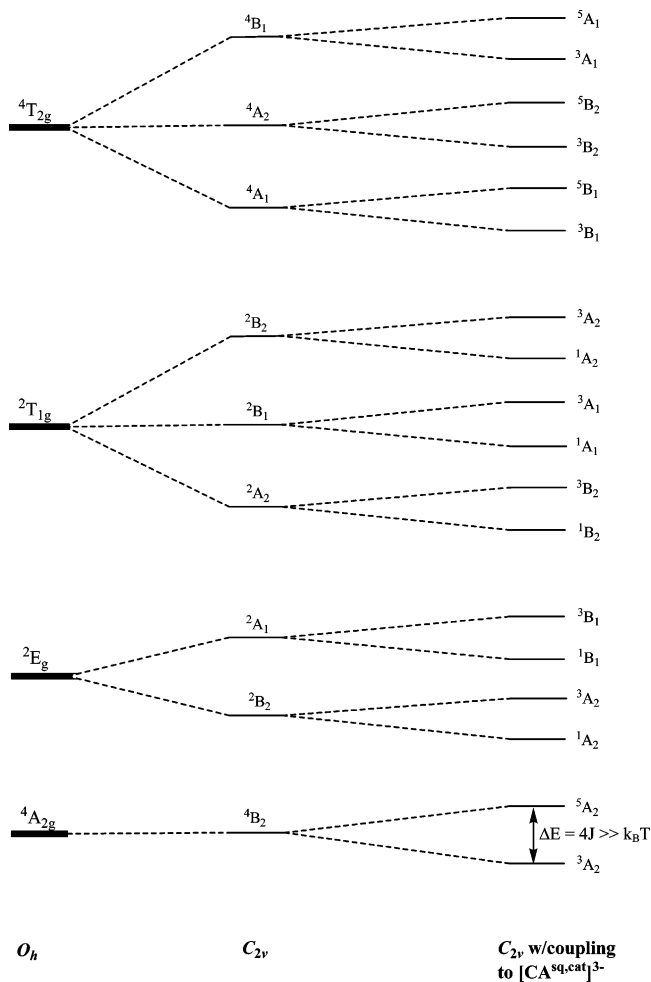 ⁵A₁
⁴B₁
³A₁
⁴T₂g
⁴A₂
⁵B₂
³B₂
⁴A₁
⁵B₁
³B₁
³A₂
²B₂
¹A₂
²T₁g
²B₁
³A₁
¹A₁
²A₂
³B₂
¹B₂
³B₁
²A₁
¹B₁
²Eg
²B₂
³A₂
¹A₂
⁴A₂g
⁴B₂
⁵A₂
ΔE = 4J >> kBT
³A₂
Oh
C2v
C2v w/coupling
to [CAsq,cat]3-